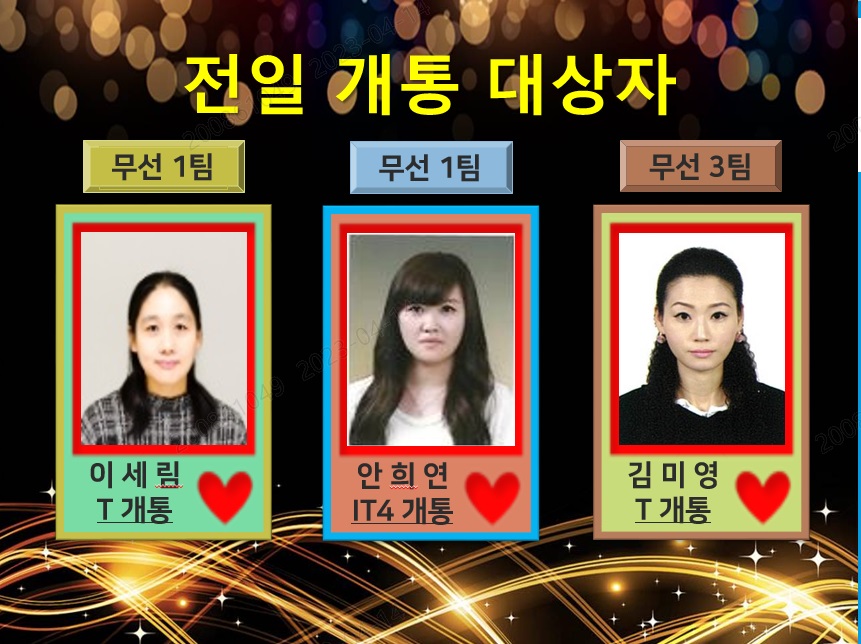 전일 개통 대상자
무선 1팀
무선 1팀
무선 3팀
이 세 림
T 개통
안 희 연
IT4 개통
김 미 영
T 개통